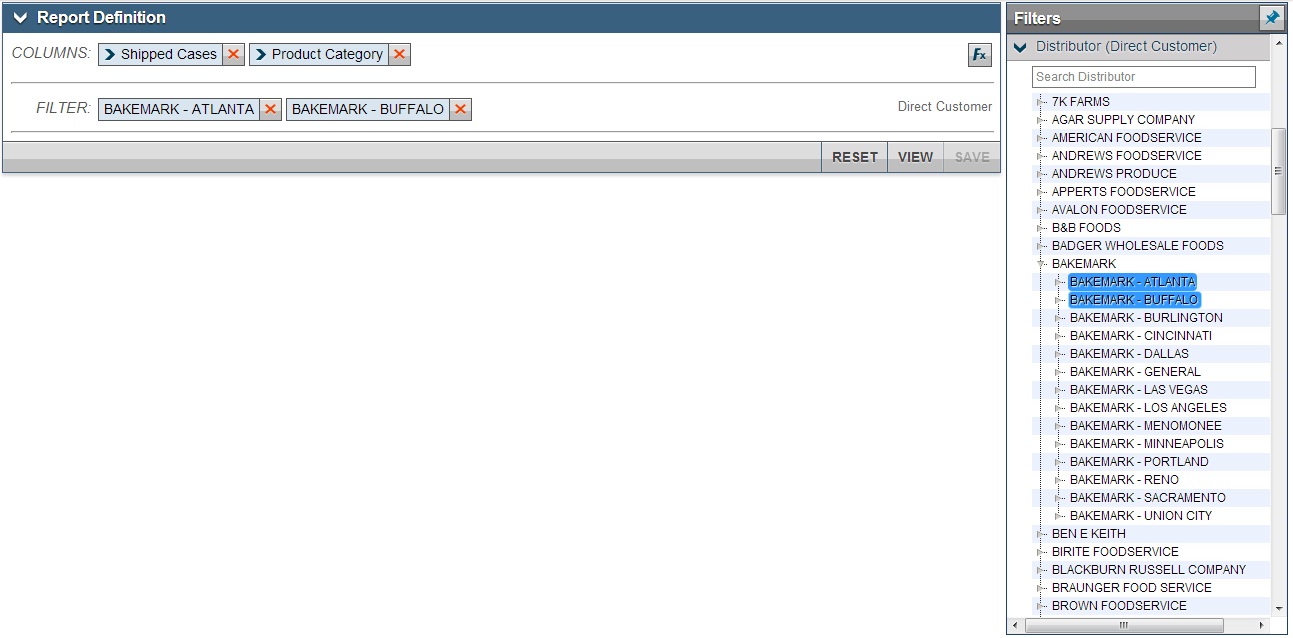 Report Definition
COLUMNS: Shipped Cases Product Category Fx
FILTER: BAKEMARK - ATLANTA BAKEMARK - BUFFALO Direct Customer
RESET VIEW SAVE
Filters
Distributor (Direct Customer)
Search Distributor
7K FARMS
AGAR SUPPLY COMPANY
AMERICAN FOODSERVICE
ANDREWS FOODSERVICE
ANDREWS PRODUCE
APPERTS FOODSERVICE
AVALON FOODSERVICE
B&B FOODS
BADGER WHOLESALE FOODS
BAKEMARK
BAKEMARK - ATLANTA
BAKEMARK - BUFFALO
BAKEMARK - BURLINGTON
BAKEMARK - CINCINNATI
BAKEMARK - DALLAS
BAKEMARK - GENERAL
BAKEMARK - LAS VEGAS
BAKEMARK - LOS ANGELES
BAKEMARK - MENOMONEE
BAKEMARK - MINNEAPOLIS
BAKEMARK - PORTLAND
BAKEMARK - RENO
BAKEMARK - SACRAMENTO
BAKEMARK - UNION CITY
BEN E KEITH
BIRITE FOODSERVICE
BLACKBURN RUSSELL COMPANY
BRAUNGER FOOD SERVICE
BROWN FOODSERVICE